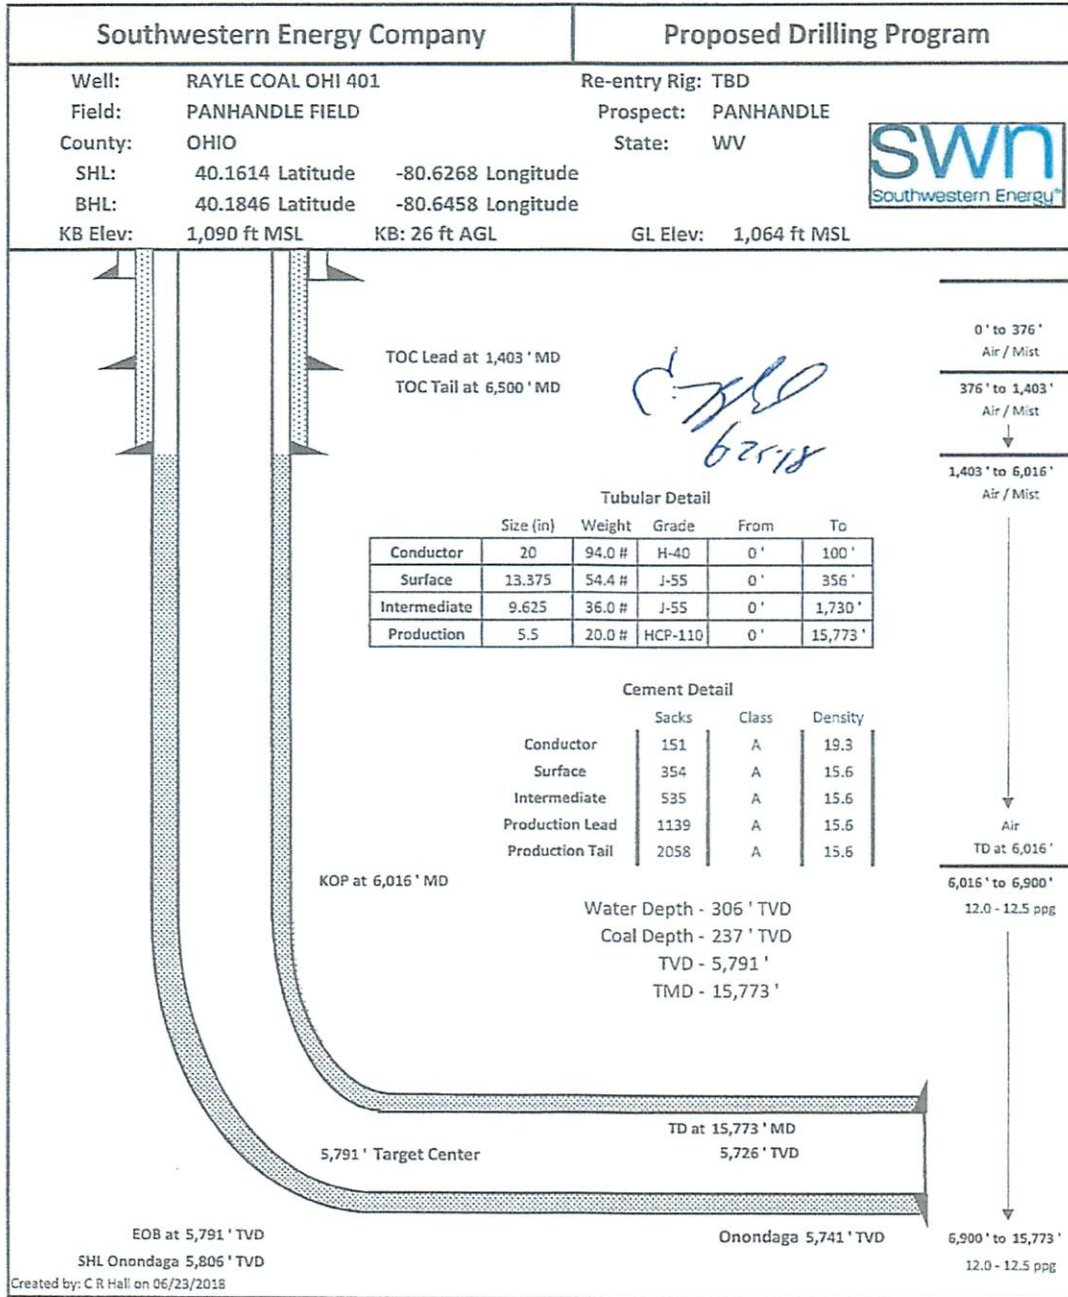 Southwestern Energy Company Proposed Drilling Program
Well: RAYLE COAL OHI 401 Re-entry Rig: TBD
Field: PANHANDLE FIELD Prospect: PANHANDLE
County: OHIO State: WV
SHL: 40.1614 Latitude -80.6268 Longitude
BHL: 40.1846 Latitude -80.6458 Longitude
KB Elev: 1,090 ft MSL KB: 26 ft AGL GL Elev: 1,064 ft MSL
swn
Southwestern Energy
0 ' to 376 '
Air / Mist
TOC Lead at 1,403 ' MD
TOC Tail at 6,500 ' MD
376 ' to 1,403 '
Air / Mist
6-25-18
1,403 ' to 6,016 '
Air / Mist
Tubular Detail
Size (in) Weight Grade From To
Conductor 20 94.0 # H-40 0 ' 100 '
Surface 13.375 54.4 # J-55 0 ' 356 '
Intermediate 9.625 36.0 # J-55 0 ' 1,730 '
Production 5.5 20.0 # HCP-110 0 ' 15,773 '
Cement Detail
Sacks Class Density
Conductor 151 A 19.3
Surface 354 A 15.6
Intermediate 535 A 15.6
Production Lead 1139 A 15.6
Production Tail 2058 A 15.6
Air
TD at 6,016 '
KOP at 6,016 ' MD
6,016 ' to 6,900 '
12.0 - 12.5 ppg
Water Depth - 306 ' TVD
Coal Depth - 237 ' TVD
TVD - 5,791 '
TMD - 15,773 '
TD at 15,773 ' MD
5,791 ' Target Center 5,726 ' TVD
EOB at 5,791 ' TVD Onondaga 5,741 ' TVD
6,900 ' to 15,773 '
SHL Onondaga 5,806 ' TVD
12.0 - 12.5 ppg
Created by: C R Hall on 06/23/2018